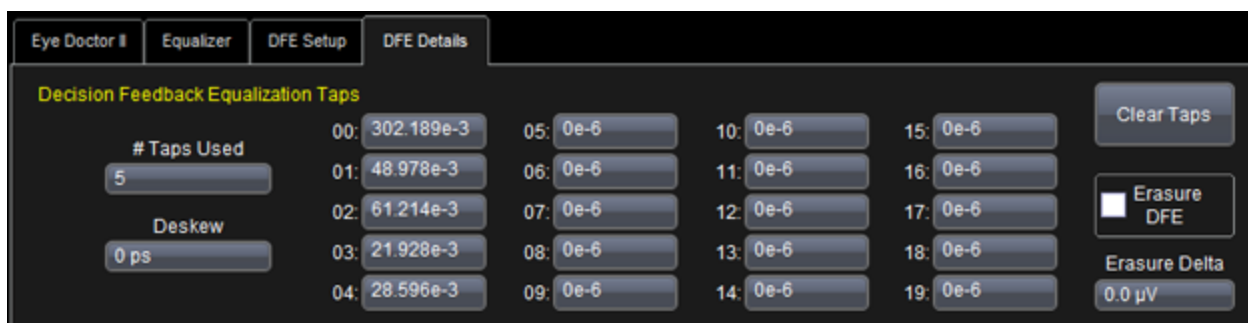 Eye Doctor II Equalizer DFE Setup DFE Details
Decision Feedback Equalization Taps
# Taps Used
5
Deskew
0 ps
00: 302.189e-3
01: 48.978e-3
02: 61.214e-3
03: 21.928e-3
04: 28.596e-3
05: 0e-6
06: 0e-6
07: 0e-6
08: 0e-6
09: 0e-6
10: 0e-6
11: 0e-6
12: 0e-6
13: 0e-6
14: 0e-6
15: 0e-6
16: 0e-6
17: 0e-6
18: 0e-6
19: 0e-6
Clear Taps
Erasure
DFE
Erasure Delta
0.0 µV